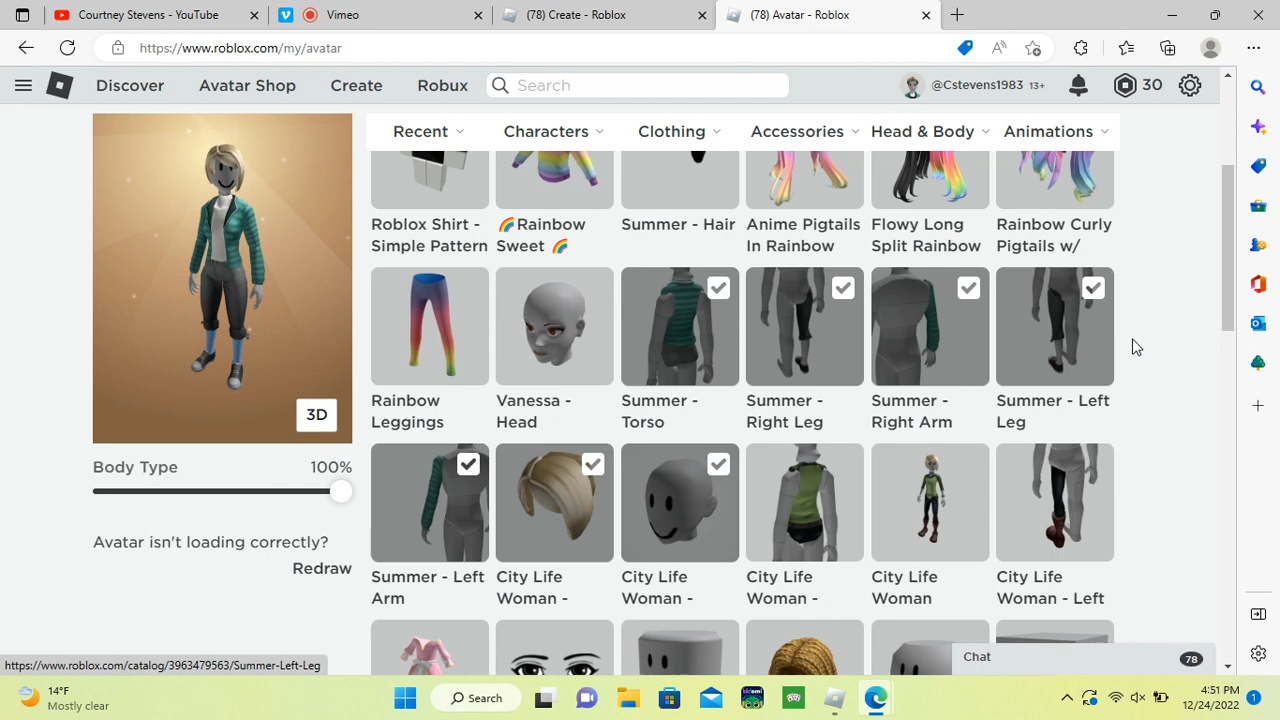 Courtney Stevens - YouTube
Vimeo
(78) Create - Roblox
(78) Avatar - Roblox
https://www.roblox.com/my/avatar
Discover
Avatar Shop
Create
Robux
Search
@Cstevens1983 13+
30
Recent
Characters
Clothing
Accessories
Head & Body
Animations
Roblox Shirt -
Simple Pattern
🌈Rainbow
Sweet 🌈
Summer - Hair
Anime Pigtails
In Rainbow
Flowy Long
Split Rainbow
Rainbow Curly
Pigtails w/
3D
Body Type 100%
Avatar isn't loading correctly?
Redraw
Rainbow
Leggings
Vanessa -
Head
Summer -
Torso
Summer -
Right Leg
Summer -
Right Arm
Summer - Left
Leg
Summer - Left
Arm
City Life
Woman -
City Life
Woman -
City Life
Woman -
City Life
Woman
City Life
Woman - Left
https://www.roblox.com/catalog/3963479563/Summer-Left-Leg
Chat 78
14°F
Mostly clear
Search
kidomi
4:51 PM
12/24/2022
1